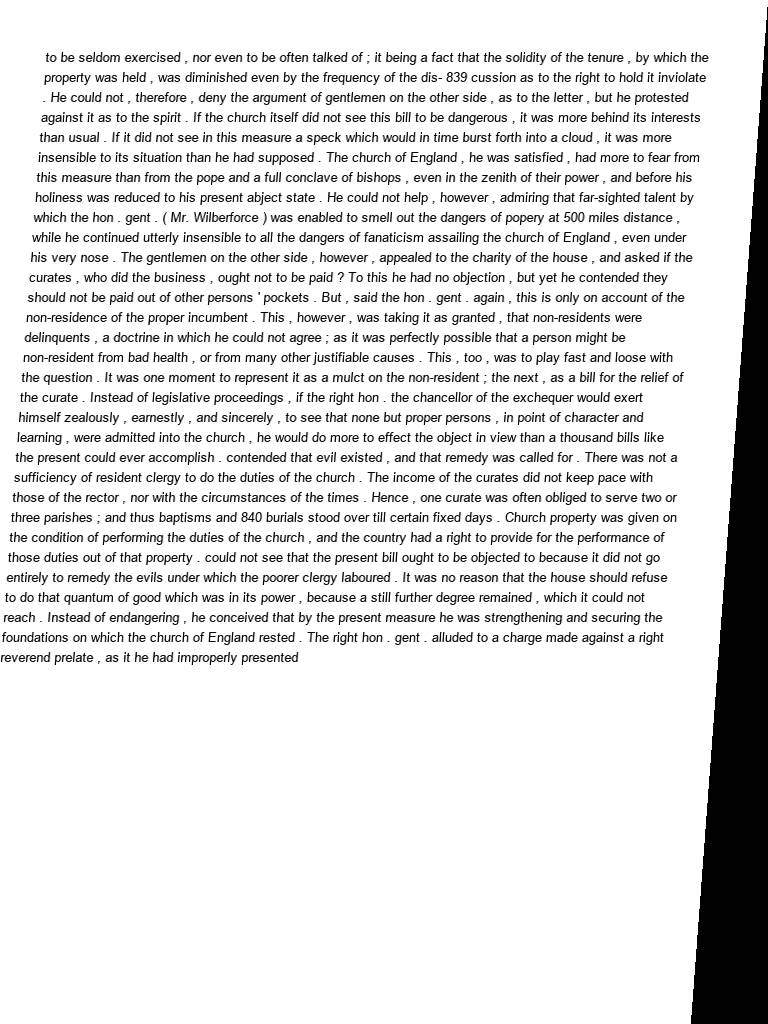 to be seldom exercised , nor even to be often talked of ; it being a fact that the solidity of the tenure , by which the
property was held , was diminished even by the frequency of the dis- 839 cussion as to the right to hold it inviolate
. He could not , therefore , deny the argument of gentlemen on the other side , as to the letter , but he protested
against it as to the spirit . If the church itself did not see this bill to be dangerous , it was more behind its interests
than usual . If it did not see in this measure a speck which would in time burst forth into a cloud , it was more
insensible to its situation than he had supposed . The church of England , he was satisfied , had more to fear from
this measure than from the pope and a full conclave of bishops , even in the zenith of their power , and before his
holiness was reduced to his present abject state . He could not help , however , admiring that far-sighted talent by
which the hon . gent . ( Mr. Wilberforce ) was enabled to smell out the dangers of popery at 500 miles distance ,
while he continued utterly insensible to all the dangers of fanaticism assailing the church of England , even under
his very nose . The gentlemen on the other side , however , appealed to the charity of the house , and asked if the
curates , who did the business , ought not to be paid ? To this he had no objection , but yet he contended they
should not be paid out of other persons ' pockets . But , said the hon . gent . again , this is only on account of the
non-residence of the proper incumbent . This , however , was taking it as granted , that non-residents were
delinquents , a doctrine in which he could not agree ; as it was perfectly possible that a person might be
non-resident from bad health , or from many other justifiable causes . This , too , was to play fast and loose with
the question . It was one moment to represent it as a mulct on the non-resident ; the next , as a bill for the relief of
the curate . Instead of legislative proceedings , if the right hon . the chancellor of the exchequer would exert
himself zealously , earnestly , and sincerely , to see that none but proper persons , in point of character and
learning , were admitted into the church , he would do more to effect the object in view than a thousand bills like
the present could ever accomplish . contended that evil existed , and that remedy was called for . There was not a
sufficiency of resident clergy to do the duties of the church . The income of the curates did not keep pace with
those of the rector , nor with the circumstances of the times . Hence , one curate was often obliged to serve two or
three parishes ; and thus baptisms and 840 burials stood over till certain fixed days . Church property was given on
the condition of performing the duties of the church , and the country had a right to provide for the performance of
those duties out of that property . could not see that the present bill ought to be objected to because it did not go
entirely to remedy the evils under which the poorer clergy laboured . It was no reason that the house should refuse
to do that quantum of good which was in its power , because a still further degree remained , which it could not
reach . Instead of endangering , he conceived that by the present measure he was strengthening and securing the
foundations on which the church of England rested . The right hon . gent . alluded to a charge made against a right
reverend prelate , as it he had improperly presented